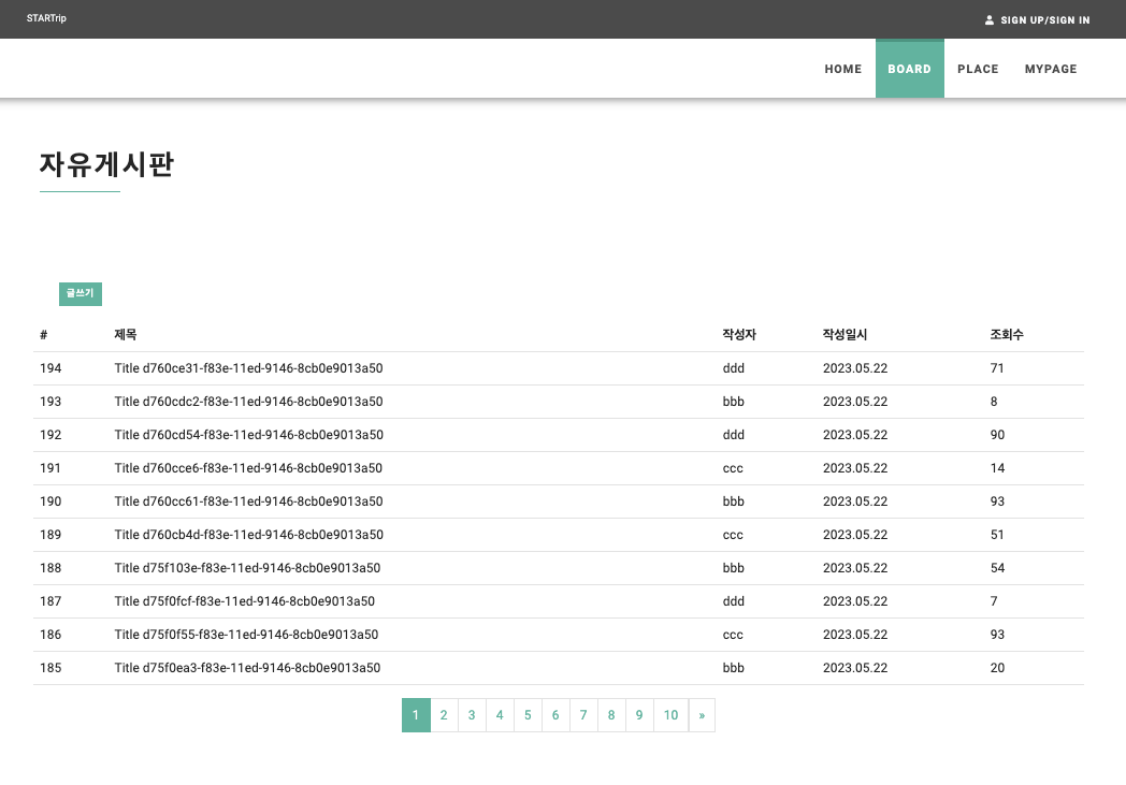 STARTrip
SIGN UP/SIGN IN
HOME BOARD PLACE MYPAGE
자유게시판
글쓰기
# 제목 작성자 작성일시 조회수
194 Title d760ce31-f83e-11ed-9146-8cb0e9013a50 ddd 2023.05.22 71
193 Title d760cdc2-f83e-11ed-9146-8cb0e9013a50 bbb 2023.05.22 8
192 Title d760cd54-f83e-11ed-9146-8cb0e9013a50 ddd 2023.05.22 90
191 Title d760cce6-f83e-11ed-9146-8cb0e9013a50 ccc 2023.05.22 14
190 Title d760cc61-f83e-11ed-9146-8cb0e9013a50 bbb 2023.05.22 93
189 Title d760cb4d-f83e-11ed-9146-8cb0e9013a50 ccc 2023.05.22 51
188 Title d75f103e-f83e-11ed-9146-8cb0e9013a50 bbb 2023.05.22 54
187 Title d75f0fcf-f83e-11ed-9146-8cb0e9013a50 ddd 2023.05.22 7
186 Title d75f0f55-f83e-11ed-9146-8cb0e9013a50 ccc 2023.05.22 93
185 Title d75f0ea3-f83e-11ed-9146-8cb0e9013a50 bbb 2023.05.22 20
1 2 3 4 5 6 7 8 9 10 »